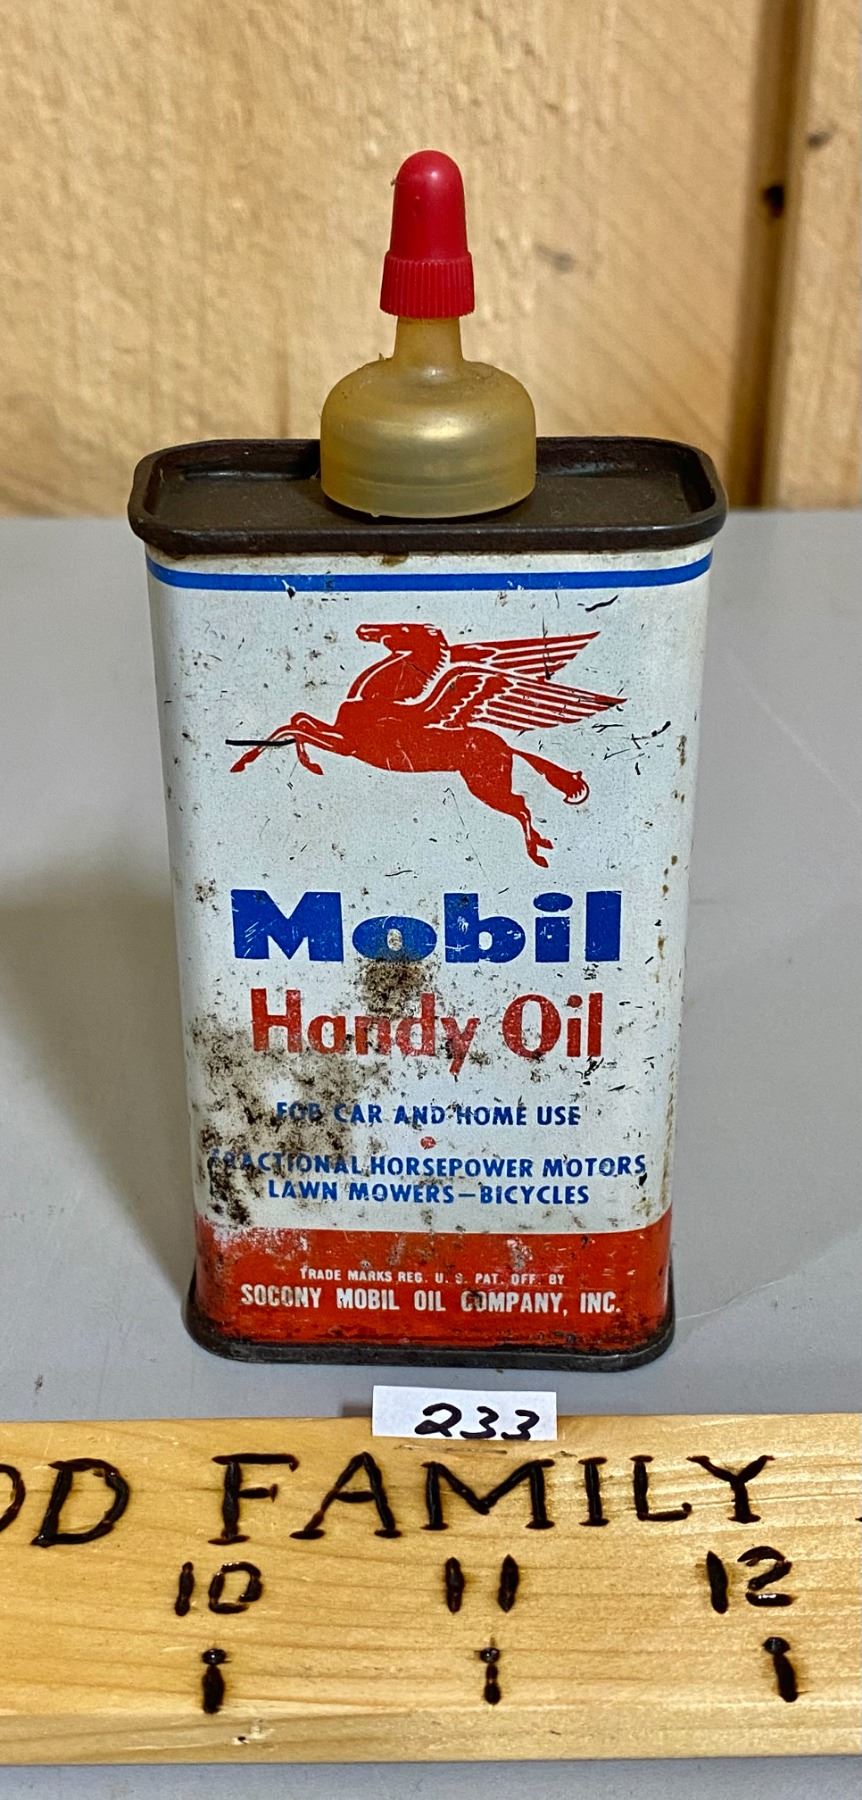 Mobil
Handy Oil
FOR CAR AND HOME USE
FRACTIONAL HORSEPOWER MOTORS
LAWN MOWERS—BICYCLES
TRADE MARKS REG. U. S. PAT. OFF. BY
SOCONY MOBIL OIL COMPANY, INC.
233
OD FAMILY
10 11 12